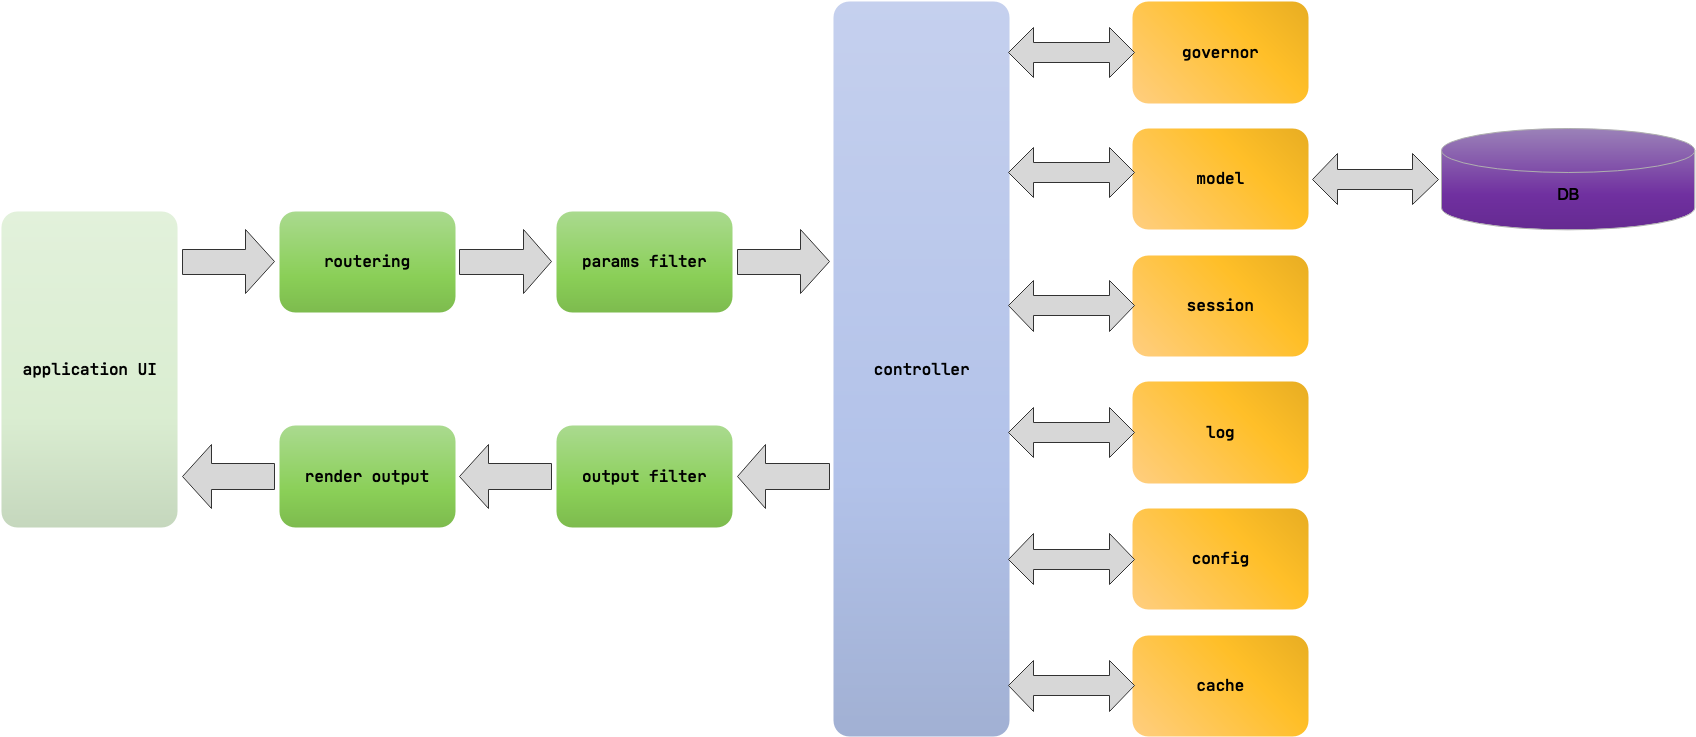 governor
model
DB
routering
params filter
session
application UI
controller
log
render output
output filter
config
cache